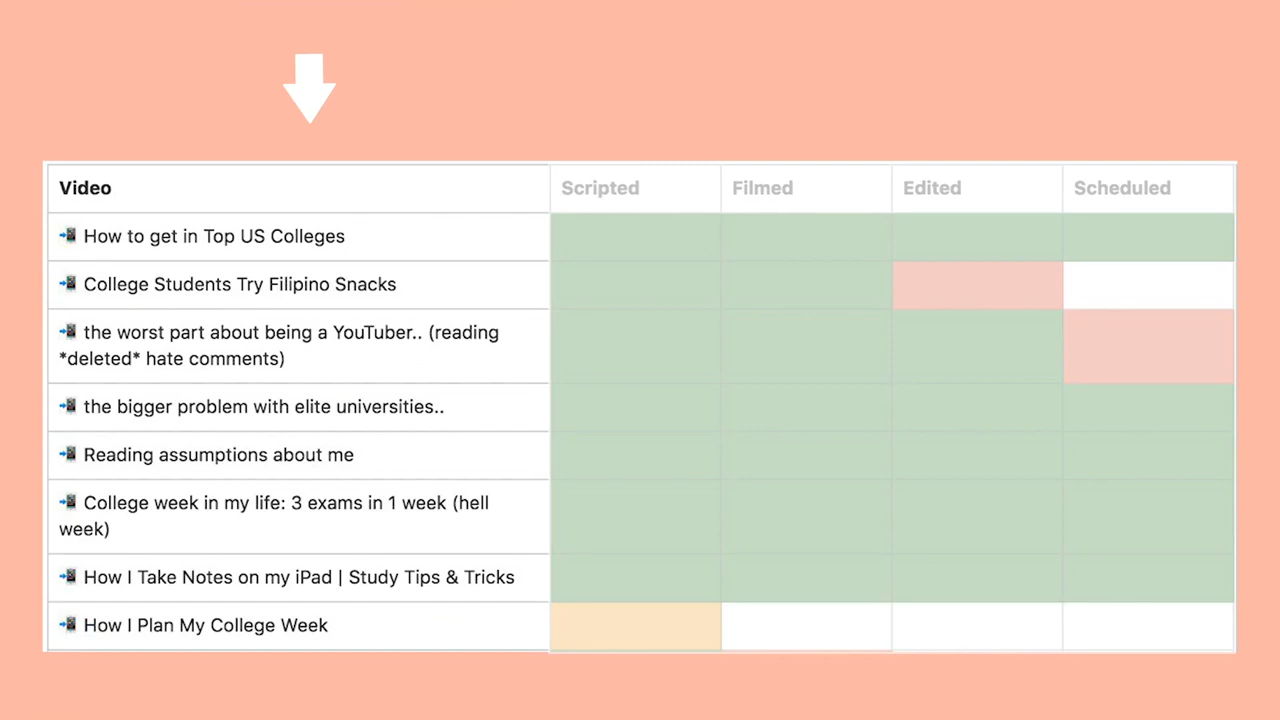 Video Scripted Filmed Edited Scheduled
How to get in Top US Colleges
College Students Try Filipino Snacks
the worst part about being a YouTuber.. (reading
*deleted* hate comments)
the bigger problem with elite universities..
Reading assumptions about me
College week in my life: 3 exams in 1 week (hell
week)
How I Take Notes on my iPad | Study Tips & Tricks
How I Plan My College Week